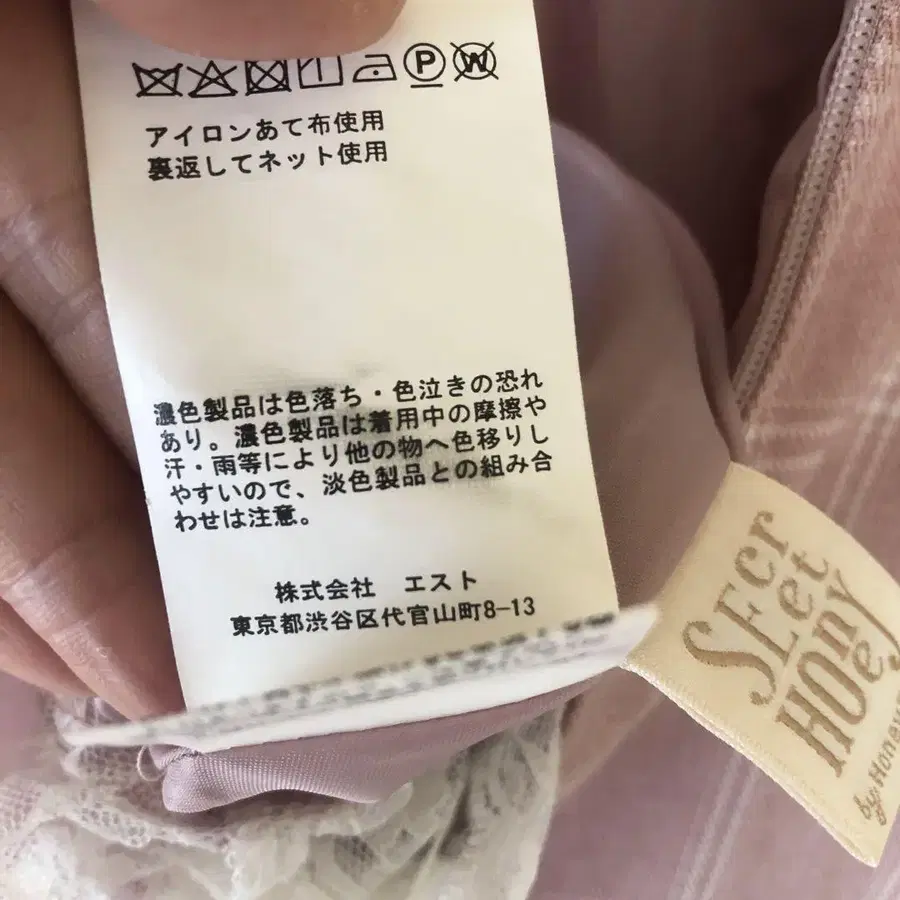 P W
アイロンあて布使用
裏返してネット使用
濃色製品は色落ち・色泣きの恐れ
あり。濃色製品は着用中の摩擦や
汗・雨等により他の物へ色移りし
やすいので、淡色製品との組み合
わせは注意。
株式会社 エスト
東京都渋谷区代官山町8-13
SEcret
HOney
by Honey